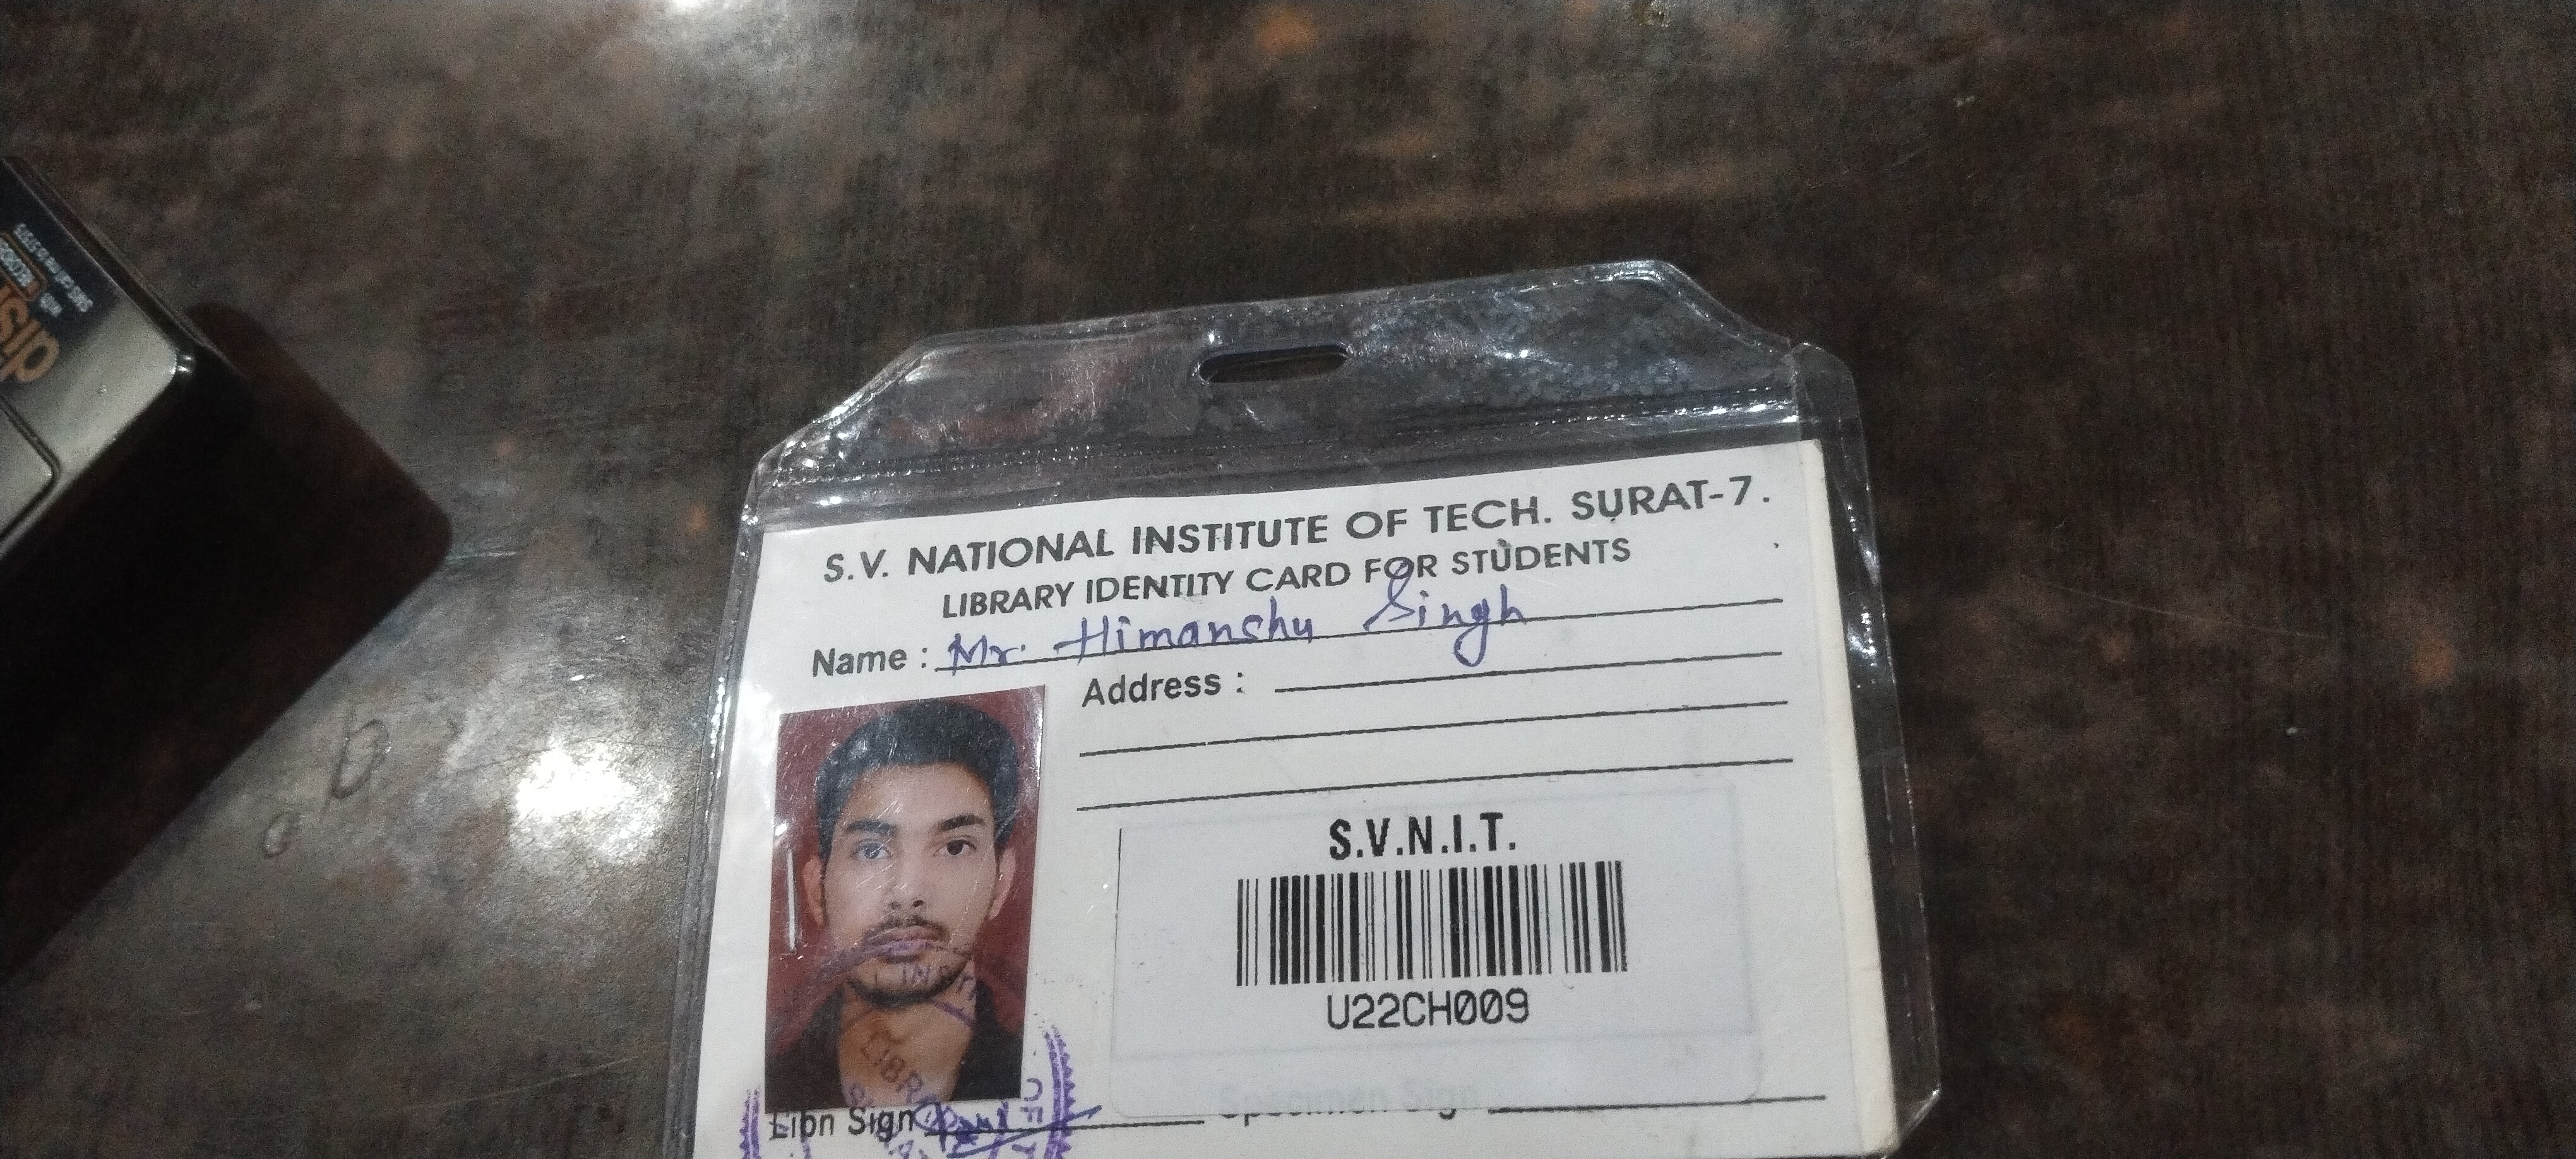 S.V. NATIONAL INSTITUTE OF TECH. SURAT-7.
LIBRARY IDENTITY CARD FOR STUDENTS
Name : Mr. Himanshu Singh
Address :
S.V.N.I.T.
U22CH009
Libn Sign
Specimen Sign
dis